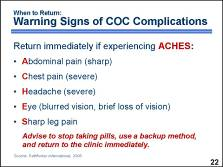 When to Return:
Warning Signs of COC Complications
Return immediately if experiencing ACHES:
• Abdominal pain (sharp)
• Chest pain (severe)
• Headache (severe)
• Eye (blurred vision, brief loss of vision)
• Sharp leg pain
Advise to stop taking pills, use a backup method,
and return to the clinic immediately.
Source: Pathfinder International, 2000.
22